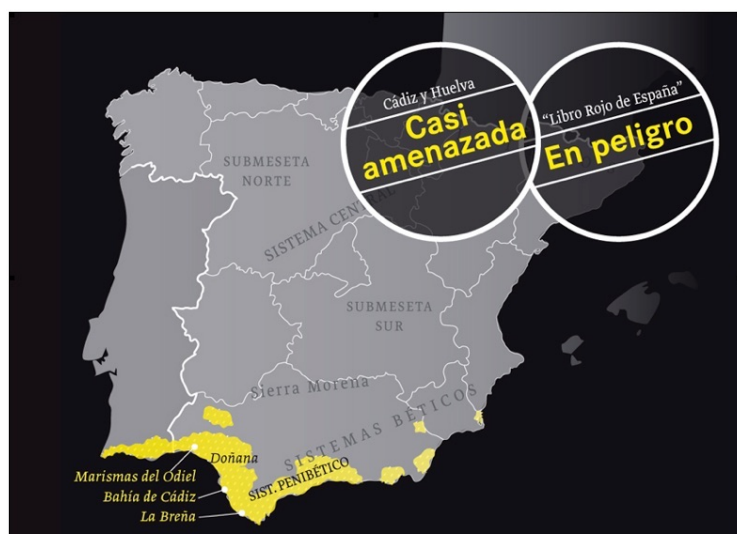 Cádiz y Huelva
Casi
amenazada
"Libro Rojo de España"
En peligro
SUBMESETA
NORTE
SISTEMA CENTRAL
SUBMESETA
SUR
Sierra Morena
SISTEMAS BÉTICOS
Doñana
SIST. PENIBÉTICO
Marismas del Odiel
Bahía de Cádiz
La Breña